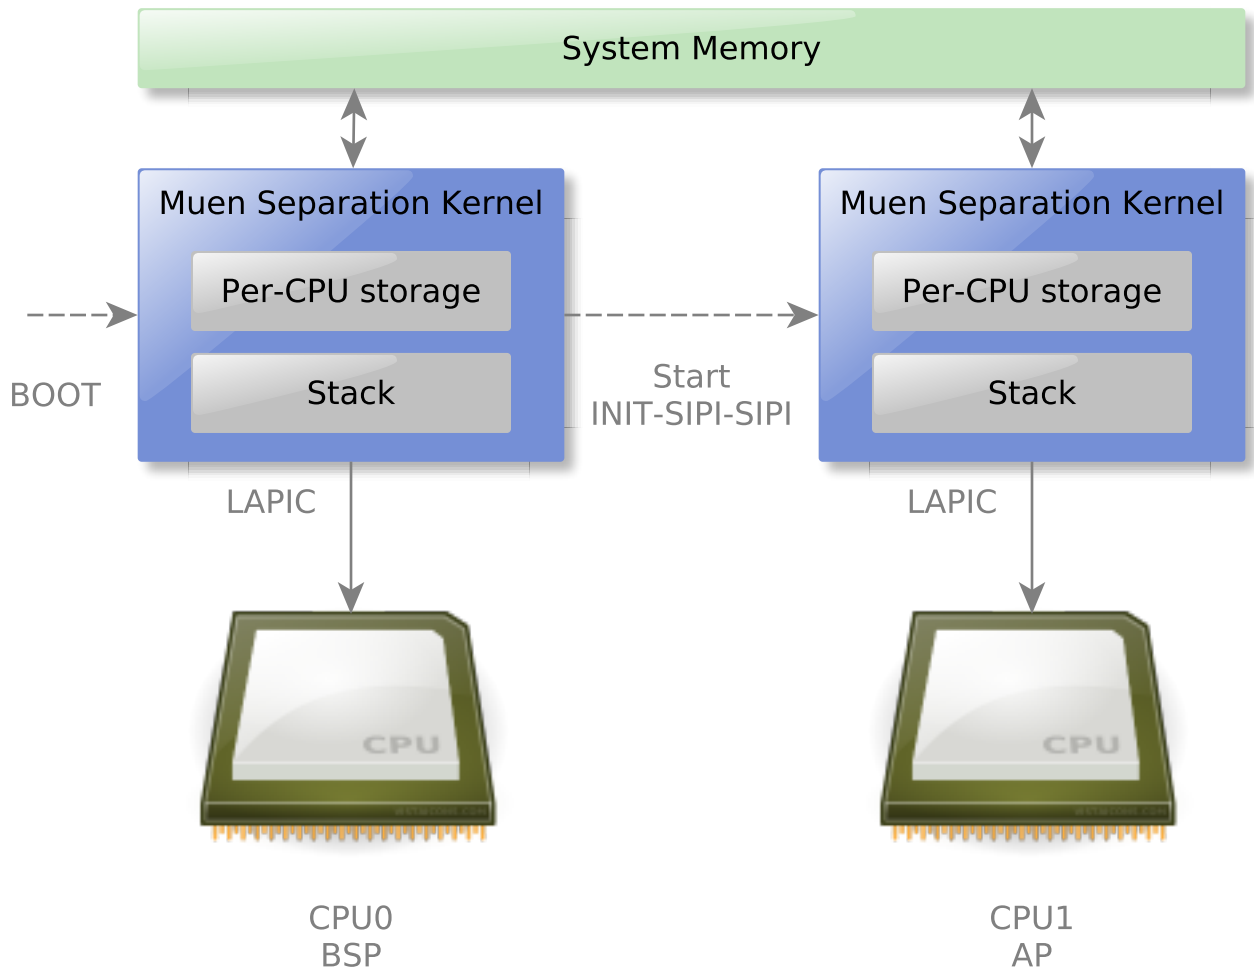 System Memory
Muen Separation Kernel
Per-CPU storage
Stack
BOOT
Start
INIT-SIPI-SIPI
Muen Separation Kernel
Per-CPU storage
Stack
LAPIC
LAPIC
CPU
CPU
CPU0
BSP
CPU1
AP